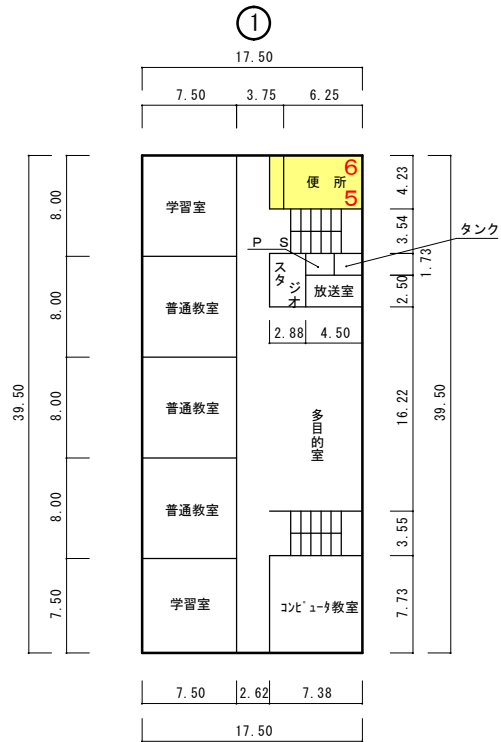 ①
17.50
7.50 3.75 6.25
8.00
8.00
8.00
8.00
7.50
39.50
学習室
普通教室
普通教室
普通教室
学習室
便所
6
5
PS
タンク
スタジオ
放送室
2.88 4.50
多目的室
コンピュータ教室
4.23
3.54
1.73
2.50
16.22
3.55
7.73
39.50
7.50 2.62 7.38
17.50